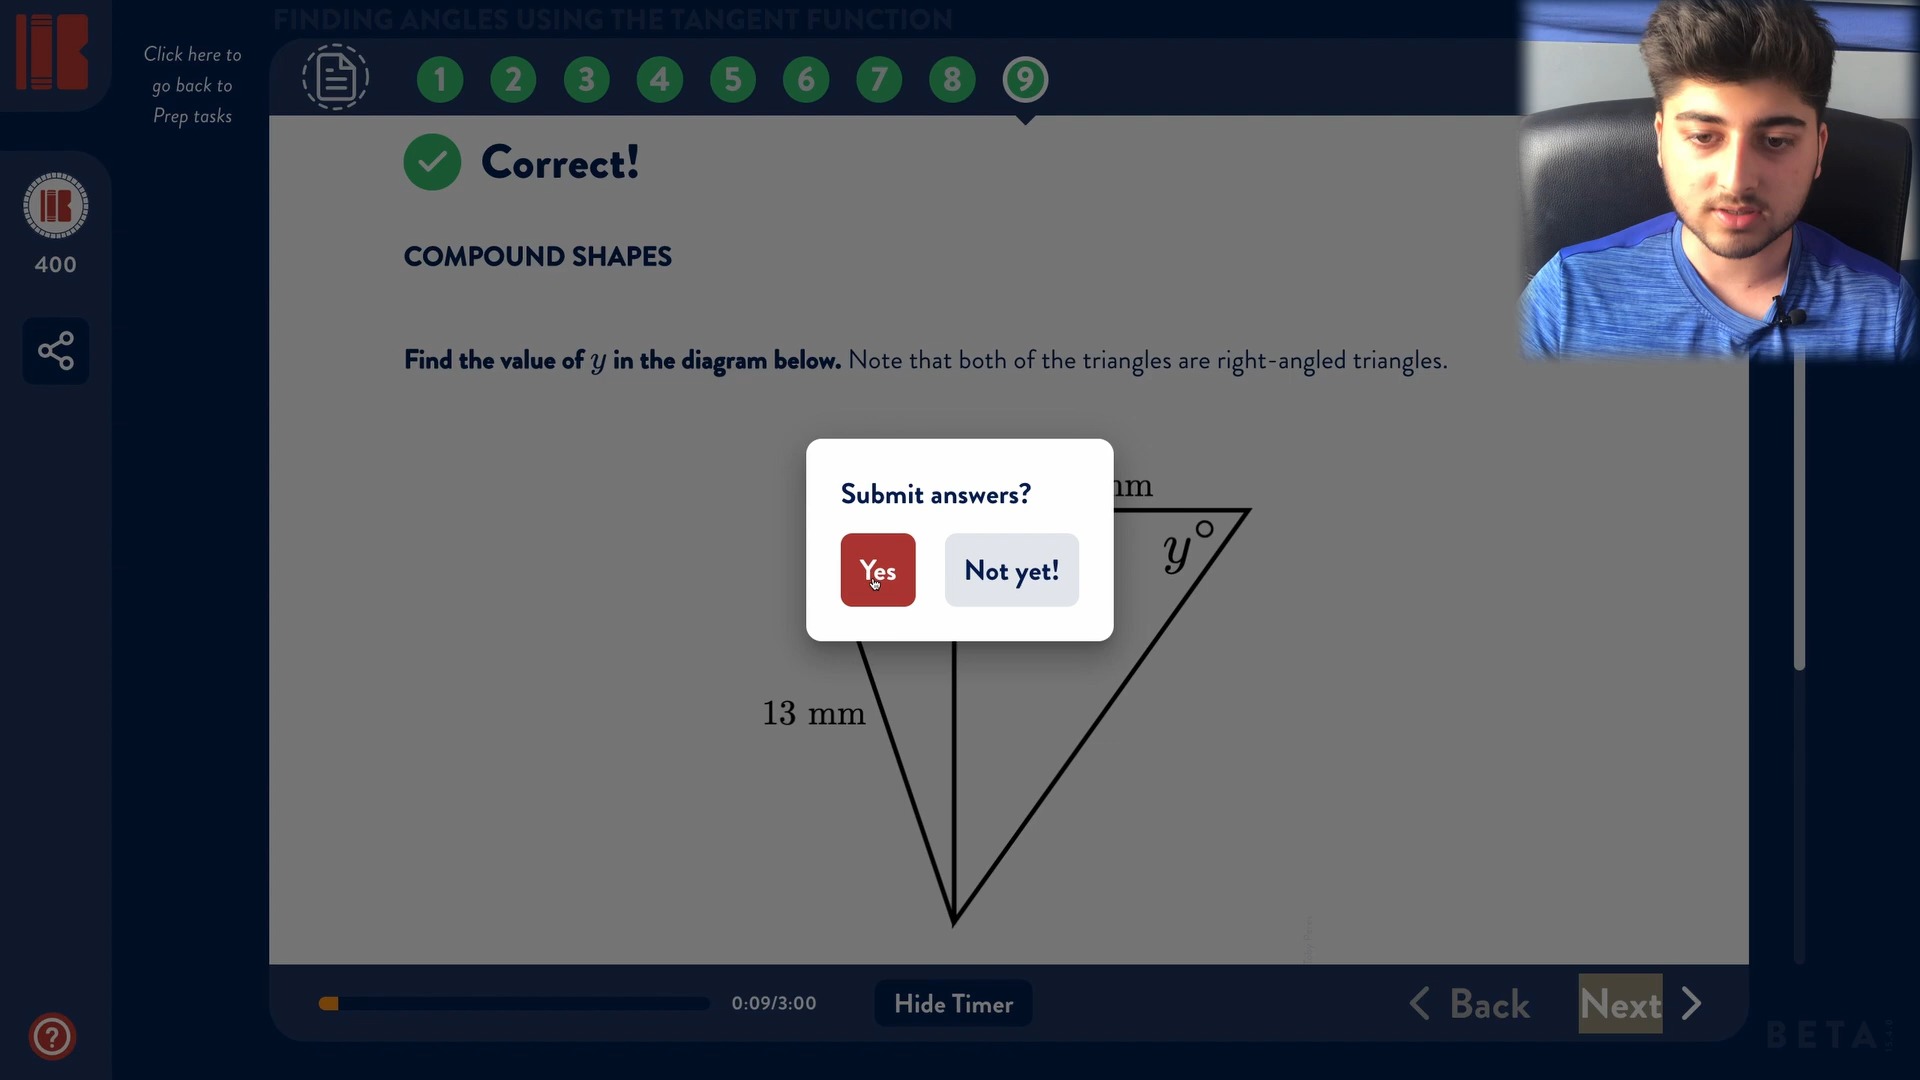 FINDING ANGLES USING THE TANGENT FUNCTION
Click here to
go back to
Prep tasks
1 2 3 4 5 6 7 8 9
Correct!
400
COMPOUND SHAPES
Find the value of y in the diagram below. Note that both of the triangles are right-angled triangles.
mm
y°
Submit answers?
Yes Not yet!
13 mm
0:09/3:00 Hide Timer Back Next
?
BETA